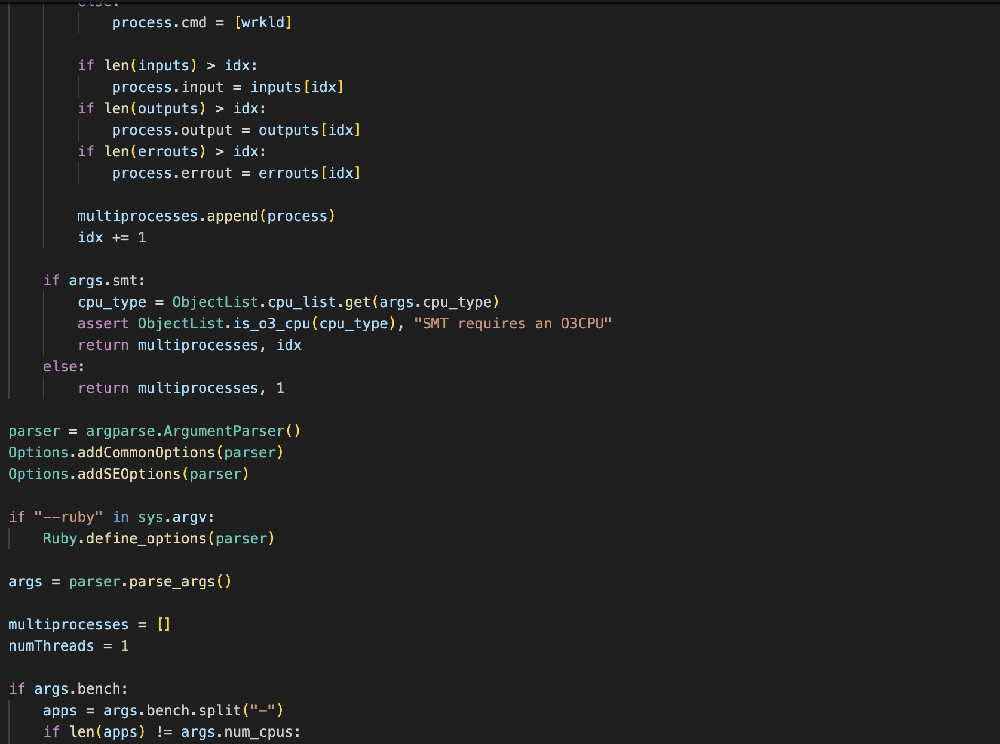 else:
process.cmd = [wrkld]
if len(inputs) > idx:
process.input = inputs[idx]
if len(outputs) > idx:
process.output = outputs[idx]
if len(errouts) > idx:
process.errout = errouts[idx]
multiprocesses.append(process)
idx += 1
if args.smt:
cpu_type = ObjectList.cpu_list.get(args.cpu_type)
assert ObjectList.is_o3_cpu(cpu_type), "SMT requires an O3CPU"
return multiprocesses, idx
else:
return multiprocesses, 1
parser = argparse.ArgumentParser()
Options.addCommonOptions(parser)
Options.addSEOptions(parser)
if "--ruby" in sys.argv:
Ruby.define_options(parser)
args = parser.parse_args()
multiprocesses = []
numThreads = 1
if args.bench:
apps = args.bench.split("-")
if len(apps) != args.num_cpus: